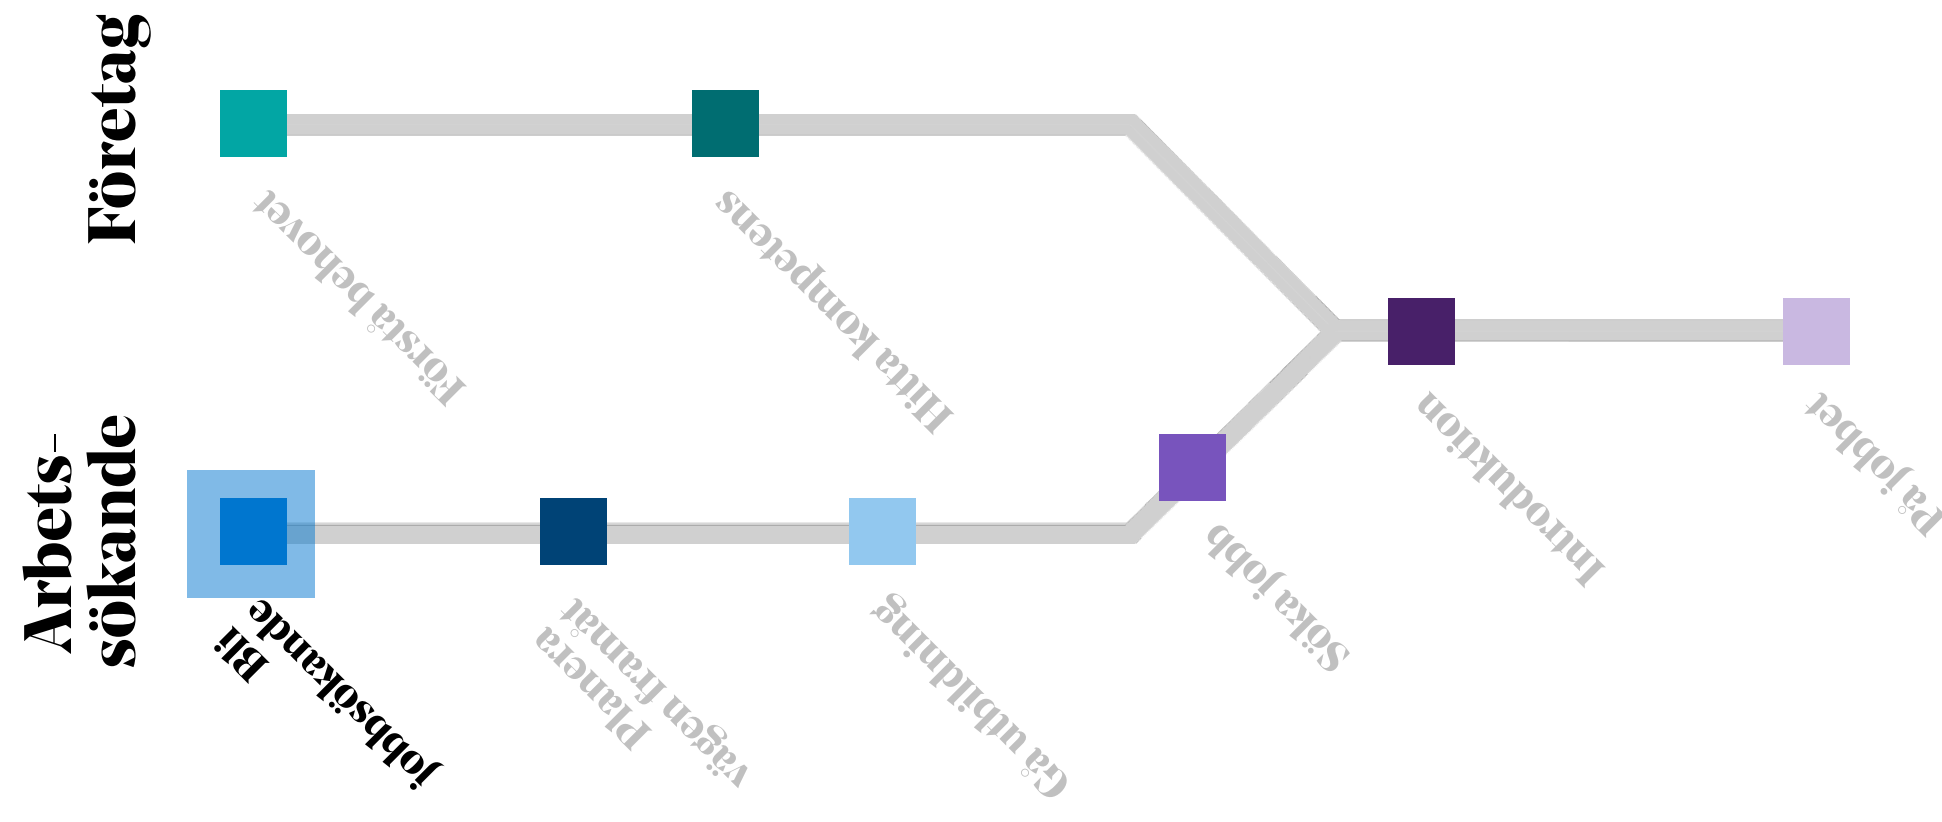 Företag
Förstå behovet
Hitta kompetens
Arbets-
sökande
Bli
jobbsökande
Planera
vägen framåt
Gå utbildning
Söka jobb
Introduktion
På jobbet